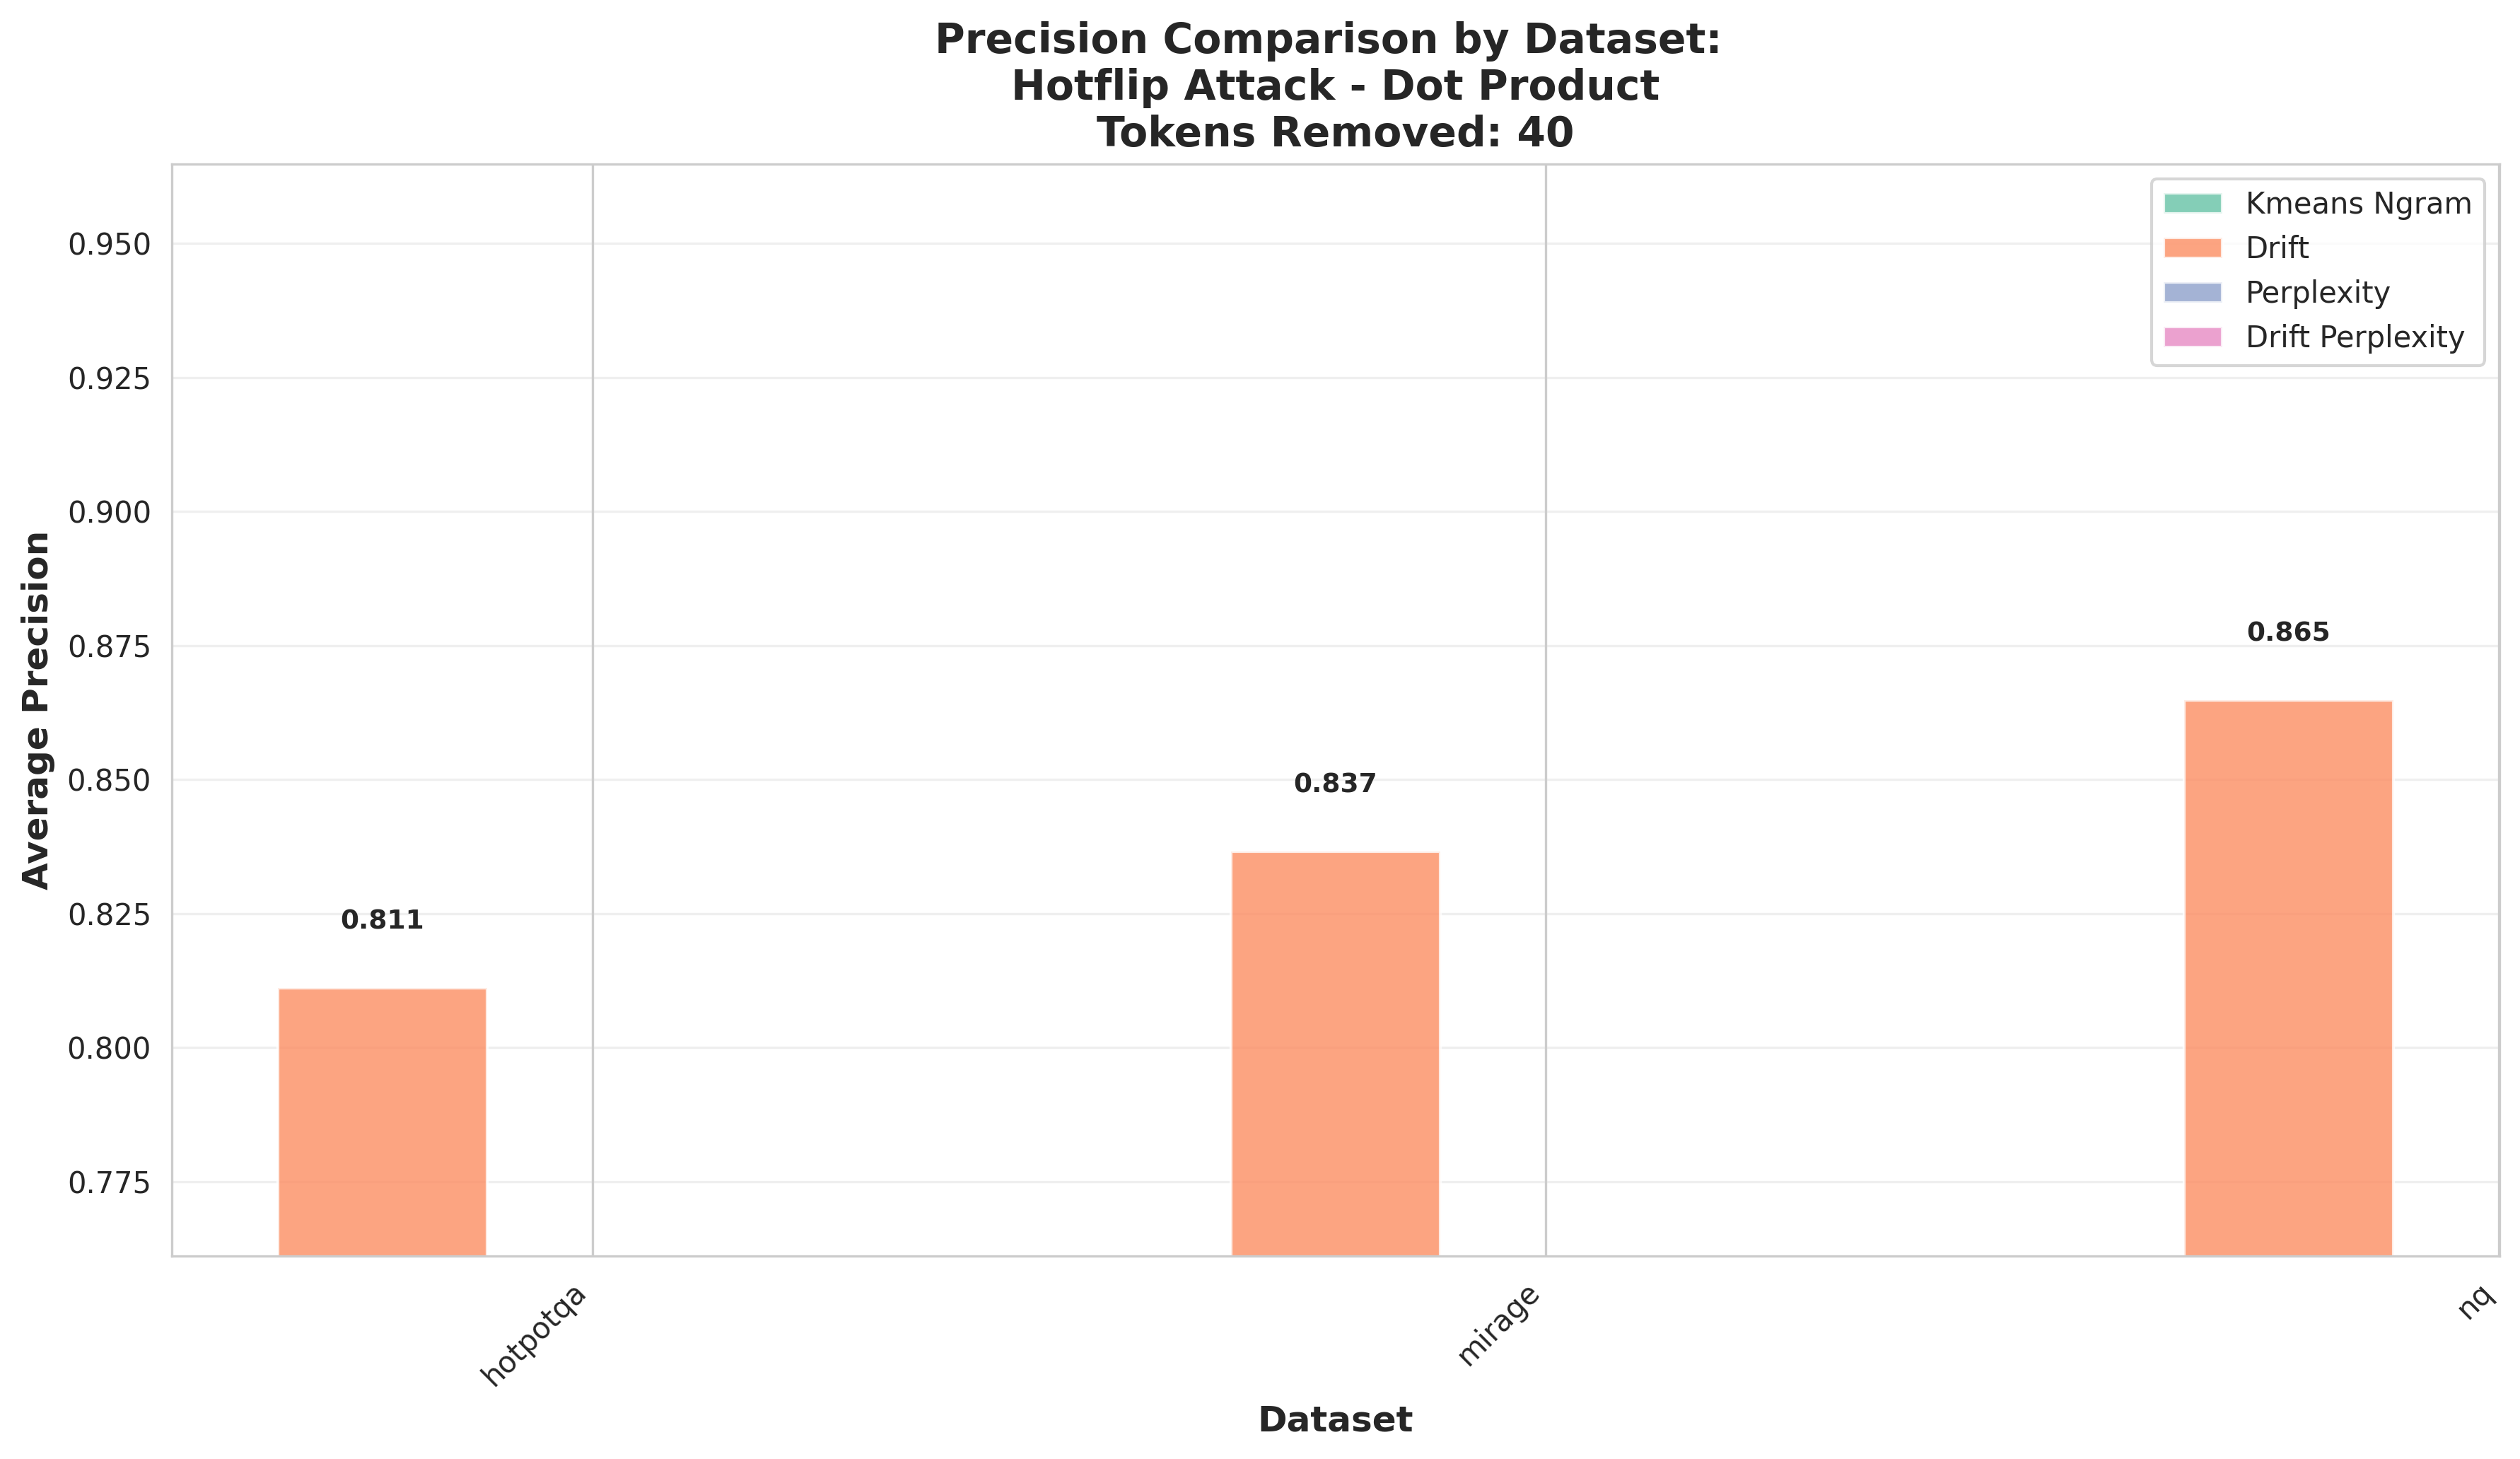 Precision Comparison by Dataset:
Hotflip Attack - Dot Product
Tokens Removed: 40
Kmeans Ngram
Drift
Perplexity
Drift Perplexity
Average Precision
0.950
0.925
0.900
0.875
0.850
0.825
0.800
0.775
0.811
0.837
0.865
hotpotqa
mirage
nq
Dataset